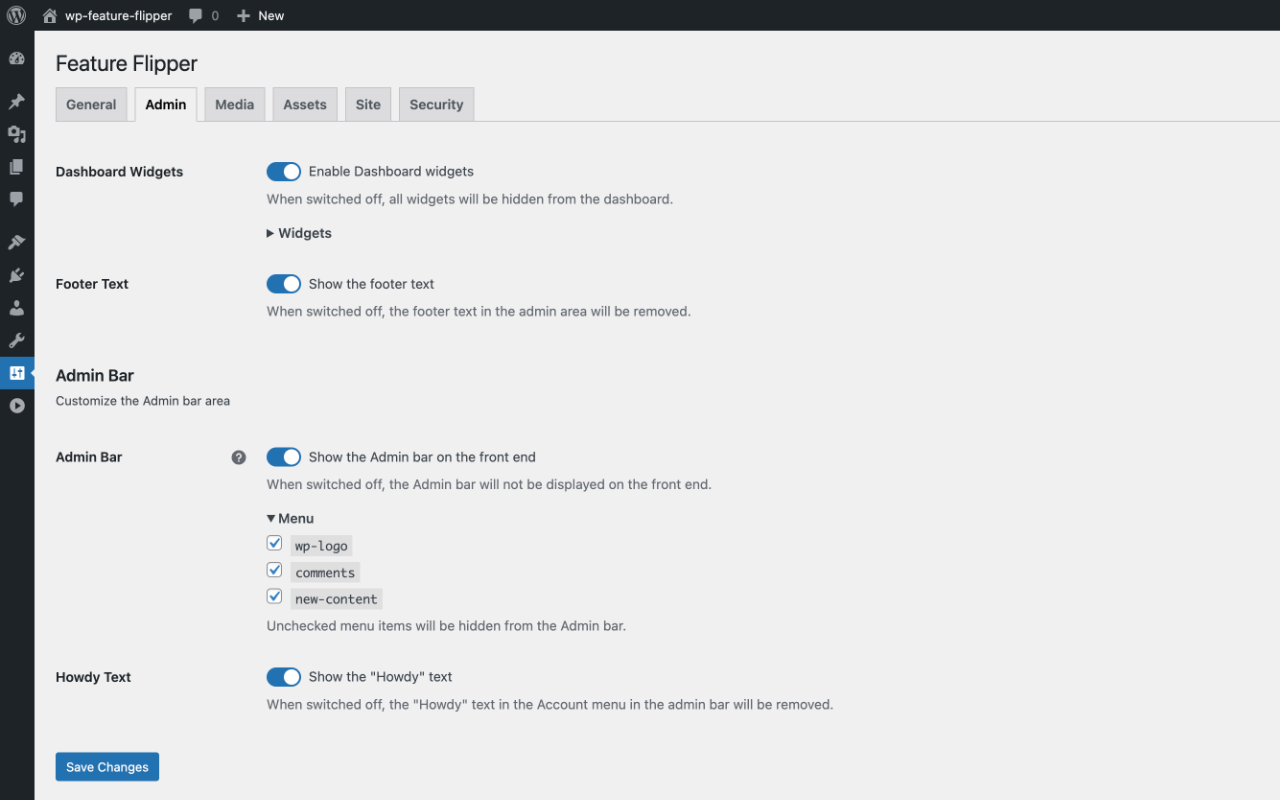 wp-feature-flipper 0 New
Feature Flipper
General Admin Media Assets Site Security
Dashboard Widgets Enable Dashboard widgets
When switched off, all widgets will be hidden from the dashboard.
Widgets
Footer Text Show the footer text
When switched off, the footer text in the admin area will be removed.
Admin Bar
Customize the Admin bar area
Admin Bar ? Show the Admin bar on the front end
When switched off, the Admin bar will not be displayed on the front end.
Menu
wp-logo
comments
new-content
Unchecked menu items will be hidden from the Admin bar.
Howdy Text Show the "Howdy" text
When switched off, the "Howdy" text in the Account menu in the admin bar will be removed.
Save Changes